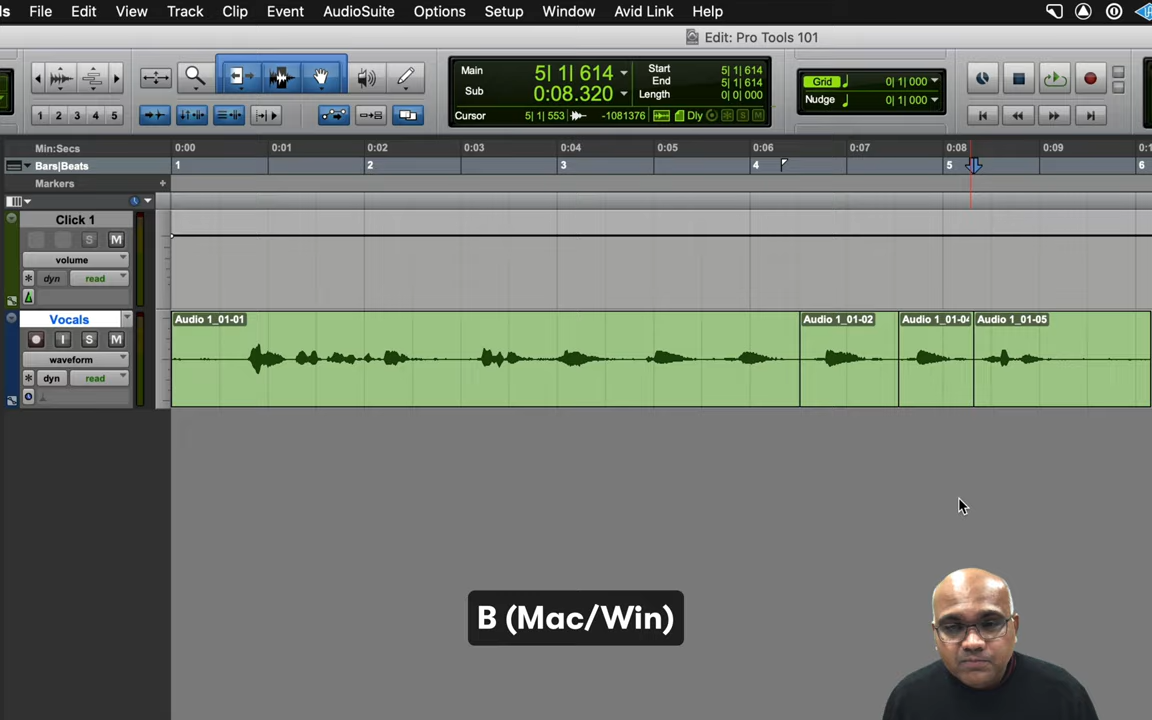 ls File Edit View Track Clip Event AudioSuite Options Setup Window Avid Link Help
Edit: Pro Tools 101
Main 5| 1| 614
Sub 0:08.320
Start 5| 1| 614
End 5| 1| 614
Length 0| 0| 000
Cursor 5| 1| 553 -1081376 Dly
Grid 0| 1| 000
Nudge 0| 1| 000
1 2 3 4 5
Min:Secs 0:00 0:01 0:02 0:03 0:04 0:05 0:06 0:07 0:08 0:09 0:1
Bars|Beats 1 2 3 4 5 6
Markers +
Click 1
S M
volume
* dyn read
Vocals
I S M
waveform
* dyn read
Audio 1_01-01 Audio 1_01-02 Audio 1_01-04 Audio 1_01-05
B (Mac/Win)